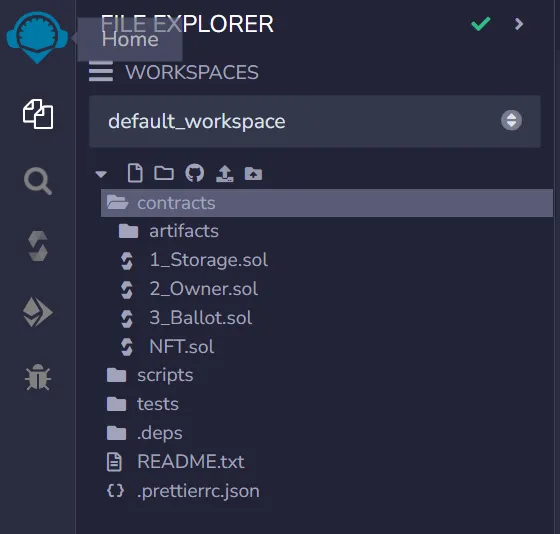 FILE EXPLORER
Home
WORKSPACES
default_workspace
contracts
artifacts
1_Storage.sol
2_Owner.sol
3_Ballot.sol
NFT.sol
scripts
tests
.deps
README.txt
.prettierrc.json